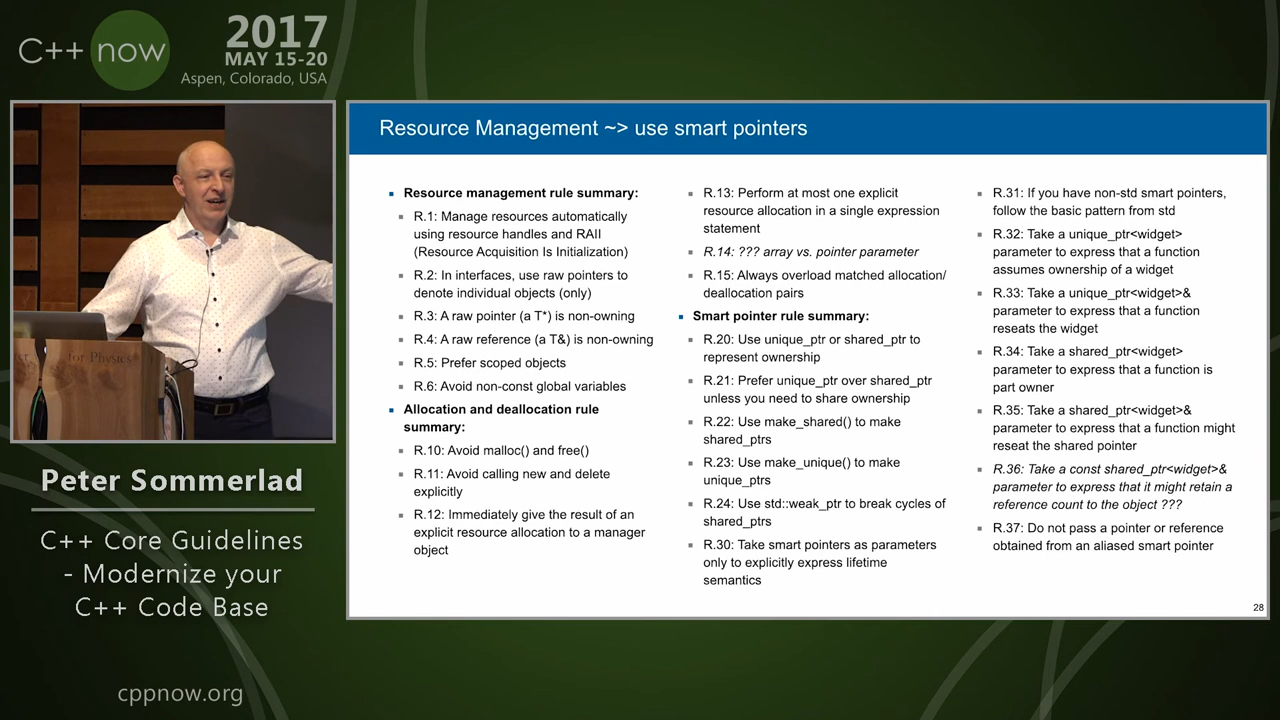 C++ now
2017
MAY 15-20
Aspen, Colorado, USA
for Physics
Peter Sommerlad
C++ Core Guidelines
- Modernize your
C++ Code Base
cppnow.org
Resource Management ~> use smart pointers
Resource management rule summary:
R.1: Manage resources automatically
using resource handles and RAII
(Resource Acquisition Is Initialization)
R.2: In interfaces, use raw pointers to
denote individual objects (only)
R.3: A raw pointer (a T*) is non-owning
R.4: A raw reference (a T&) is non-owning
R.5: Prefer scoped objects
R.6: Avoid non-const global variables
Allocation and deallocation rule
summary:
R.10: Avoid malloc() and free()
R.11: Avoid calling new and delete
explicitly
R.12: Immediately give the result of an
explicit resource allocation to a manager
object
R.13: Perform at most one explicit
resource allocation in a single expression
statement
R.14: ??? array vs. pointer parameter
R.15: Always overload matched allocation/
deallocation pairs
Smart pointer rule summary:
R.20: Use unique_ptr or shared_ptr to
represent ownership
R.21: Prefer unique_ptr over shared_ptr
unless you need to share ownership
R.22: Use make_shared() to make
shared_ptrs
R.23: Use make_unique() to make
unique_ptrs
R.24: Use std::weak_ptr to break cycles of
shared_ptrs
R.30: Take smart pointers as parameters
only to explicitly express lifetime
semantics
R.31: If you have non-std smart pointers,
follow the basic pattern from std
R.32: Take a unique_ptr<widget>
parameter to express that a function
assumes ownership of a widget
R.33: Take a unique_ptr<widget>&
parameter to express that a function
reseats the widget
R.34: Take a shared_ptr<widget>
parameter to express that a function is
part owner
R.35: Take a shared_ptr<widget>&
parameter to express that a function might
reseat the shared pointer
R.36: Take a const shared_ptr<widget>&
parameter to express that it might retain a
reference count to the object ???
R.37: Do not pass a pointer or reference
obtained from an aliased smart pointer
28